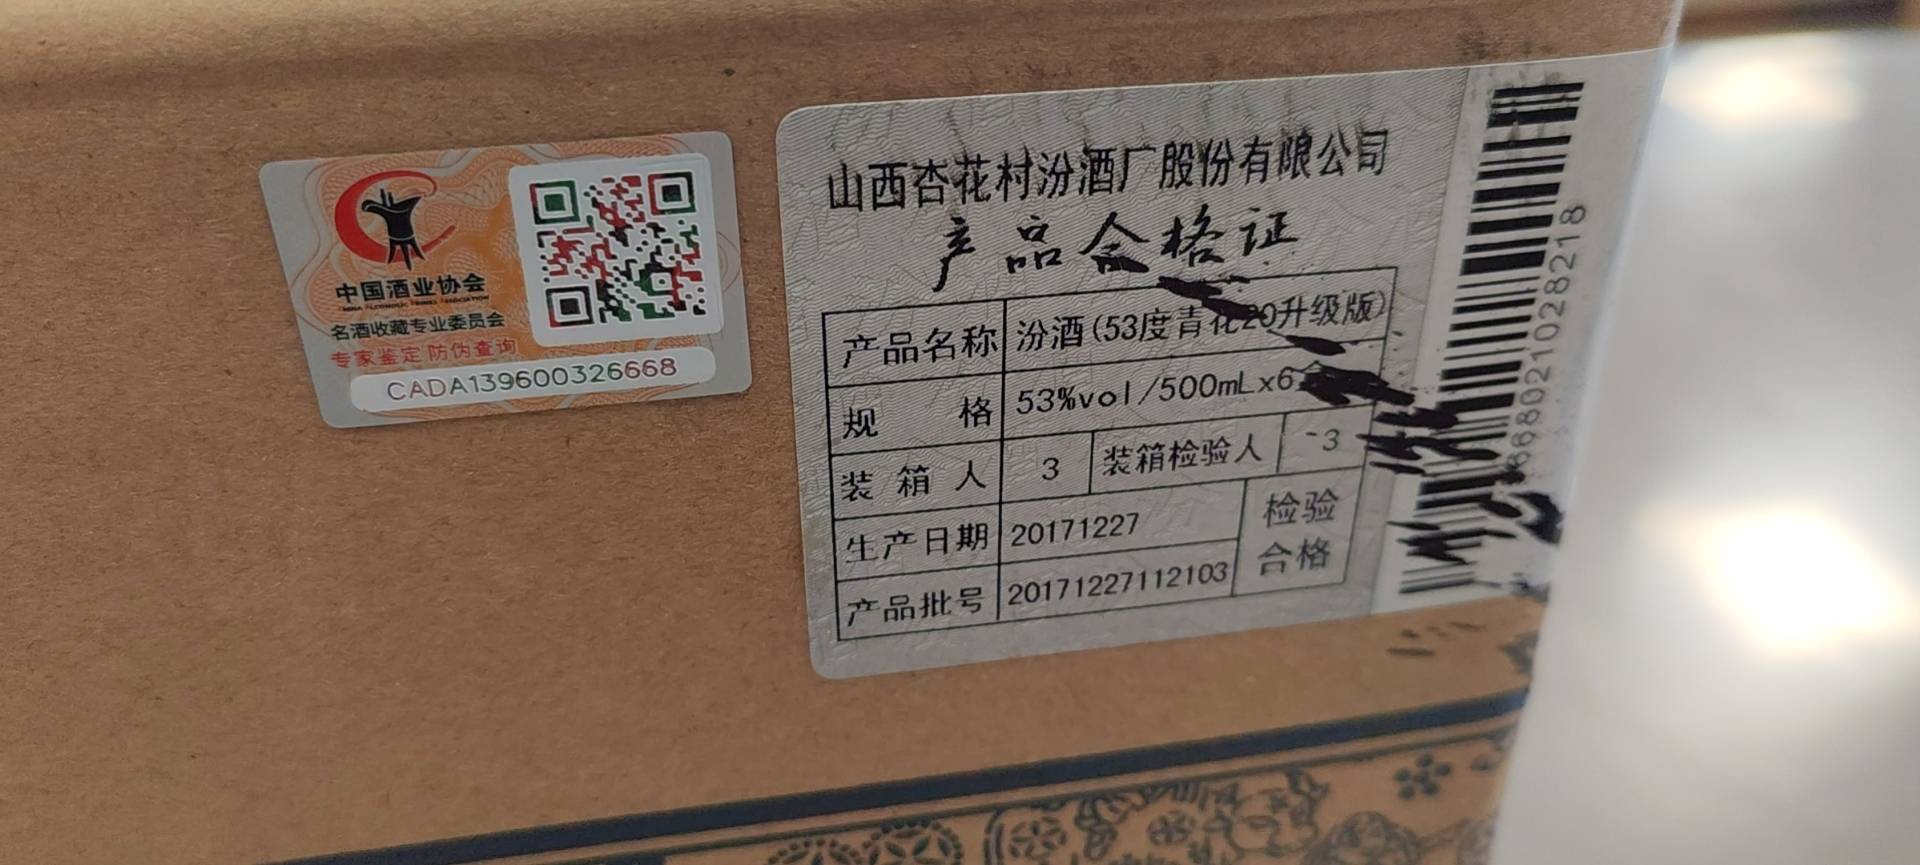 中国酒业协会
CHINA ALCOHOLIC DRINKS ASSOCIATION
名酒收藏专业委员会
专家鉴定 防伪查询
CADA139600326668
山西杏花村汾酒厂股份有限公司
产品合格证
产品名称 汾酒(53度青花20升级版)
规格 53%vol/500mL×6
装箱人 3 装箱检验人 -3
生产日期 20171227
产品批号 20171227112103
检验
合格